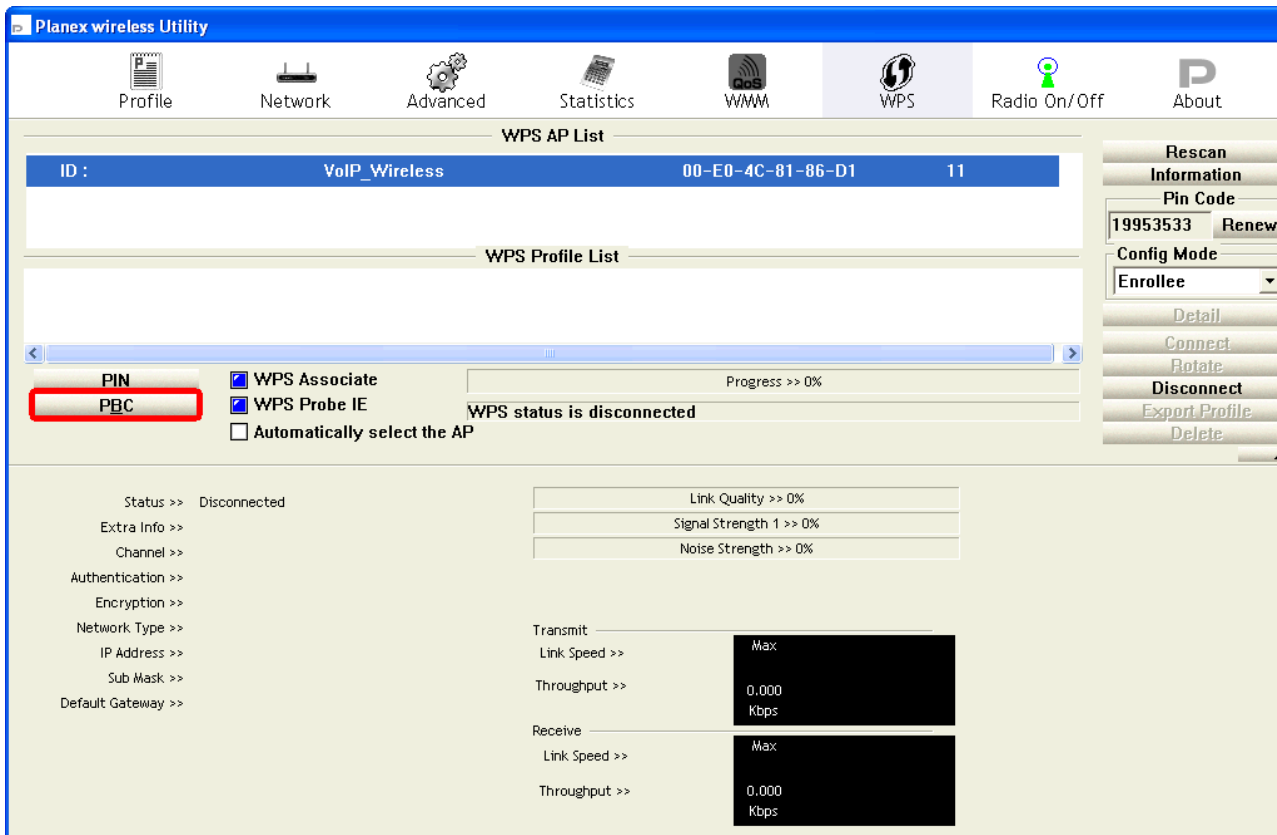 Planex wireless Utility
Profile Network Advanced Statistics QoS WMM WPS Radio On/Off About
WPS AP List
ID : VoIP_Wireless 00-E0-4C-81-86-D1 11
Rescan
Information
Pin Code
19953533 Renew
WPS Profile List
Config Mode
Enrollee
Detail
Connect
Rotate
Disconnect
Export Profile
Delete
PIN WPS Associate Progress >> 0%
PBC WPS Probe IE WPS status is disconnected
Automatically select the AP
Status >> Disconnected Link Quality >> 0%
Extra Info >> Signal Strength 1 >> 0%
Channel >> Noise Strength >> 0%
Authentication >>
Encryption >>
Network Type >>
IP Address >>
Sub Mask >>
Default Gateway >>
Transmit
Link Speed >> Max
Throughput >> 0.000
Kbps
Receive
Link Speed >> Max
Throughput >> 0.000
Kbps